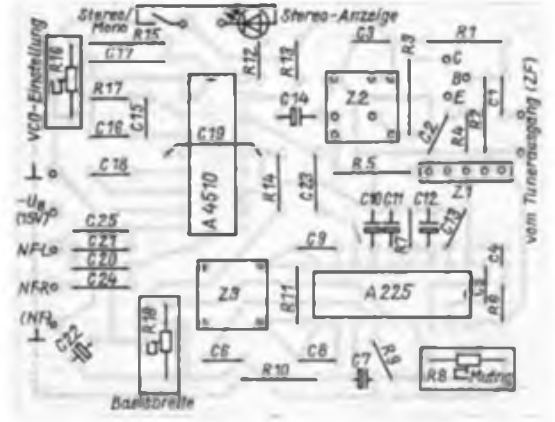 Stereo/
Mono
Stereo-Anzeige
R15
C17
R16
VCO-Einstellung
R17
C15
C16
C18
R12
R13
C14
C19
A 4510
C3
R3
R1
C
B
E
Z2
C2
R4
R2
C1
vom Tunerausgang (ZF)
R5
Z1
R14
C23
C10
C11
C12
R7
C13
-UB
(15V)
C25
NF-L
C21
C20
NF-R
C24
(NF)
C22
R18
Basisbreite
Z3
C9
R11
A 225
C4
R6
C6
C8
R10
C7
R9
R8
Muting